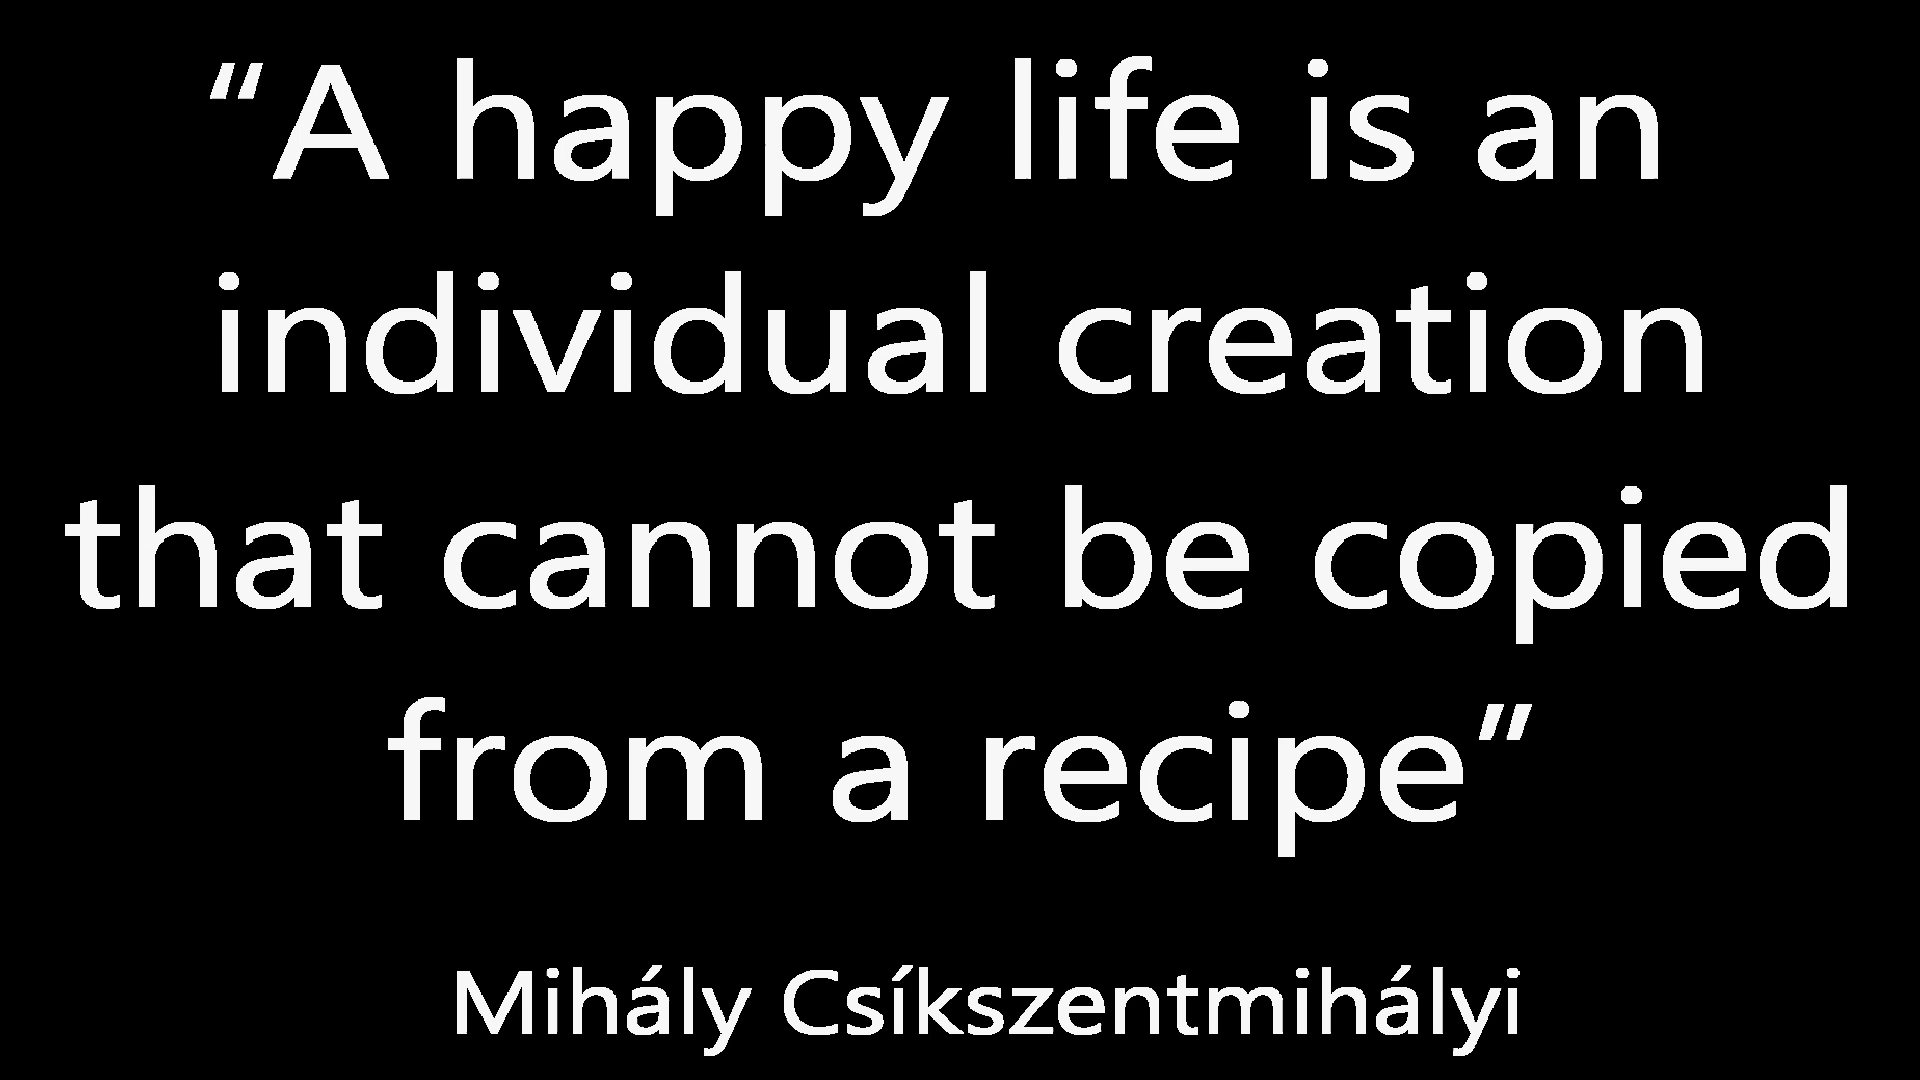 “A happy life is an
individual creation
that cannot be copied
from a recipe”
Mihály Csíkszentmihályi